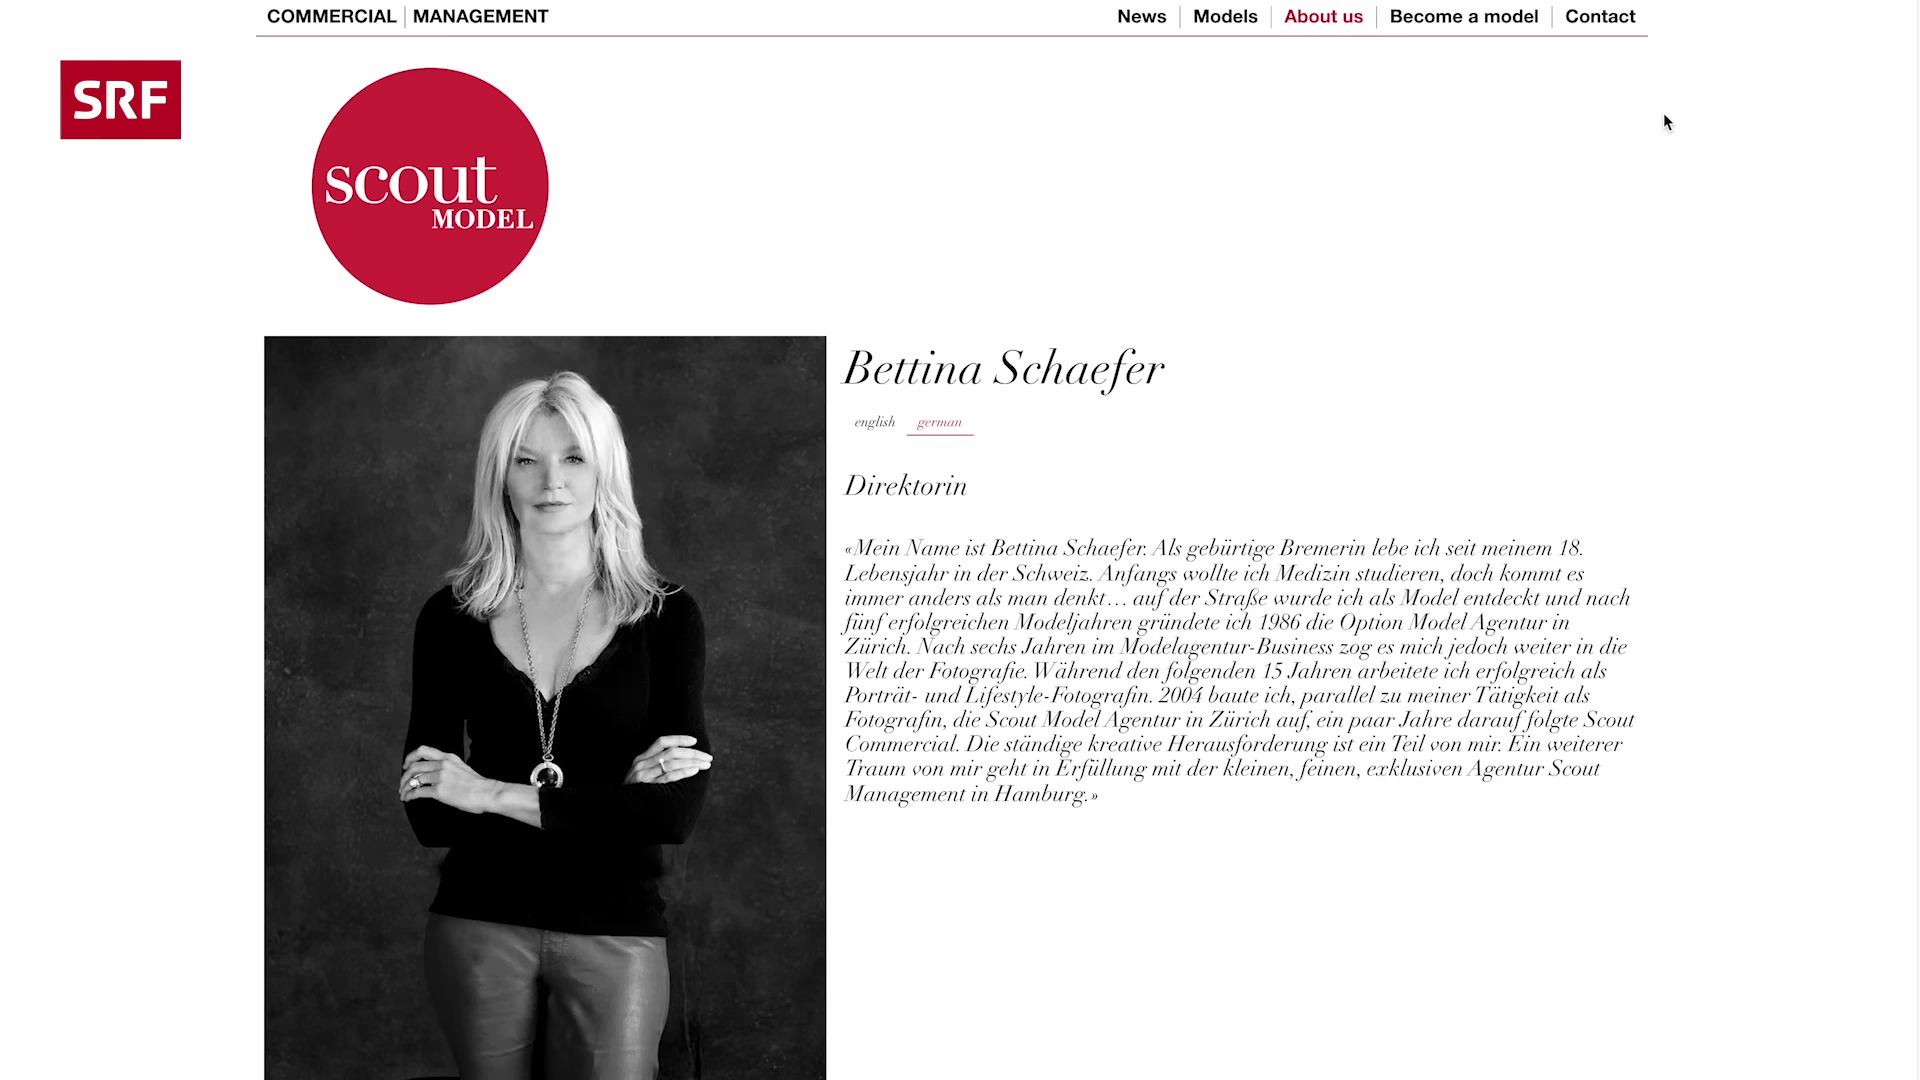 COMMERCIAL MANAGEMENT
News Models About us Become a model Contact
SRF
scout
MODEL
Bettina Schaefer
english german
Direktorin
«Mein Name ist Bettina Schaefer. Als gebürtige Bremerin lebe ich seit meinem 18.
Lebensjahr in der Schweiz. Anfangs wollte ich Medizin studieren, doch kommt es
immer anders als man denkt… auf der Straße wurde ich als Model entdeckt und nach
fünf erfolgreichen Modeljahren gründete ich 1986 die Option Model Agentur in
Zürich. Nach sechs Jahren im Modelagentur-Business zog es mich jedoch weiter in die
Welt der Fotografie. Während den folgenden 15 Jahren arbeitete ich erfolgreich als
Porträt- und Lifestyle-Fotografin. 2004 baute ich, parallel zu meiner Tätigkeit als
Fotografin, die Scout Model Agentur in Zürich auf, ein paar Jahre darauf folgte Scout
Commercial. Die ständige kreative Herausforderung ist ein Teil von mir. Ein weiterer
Traum von mir geht in Erfüllung mit der kleinen, feinen, exklusiven Agentur Scout
Management in Hamburg.»